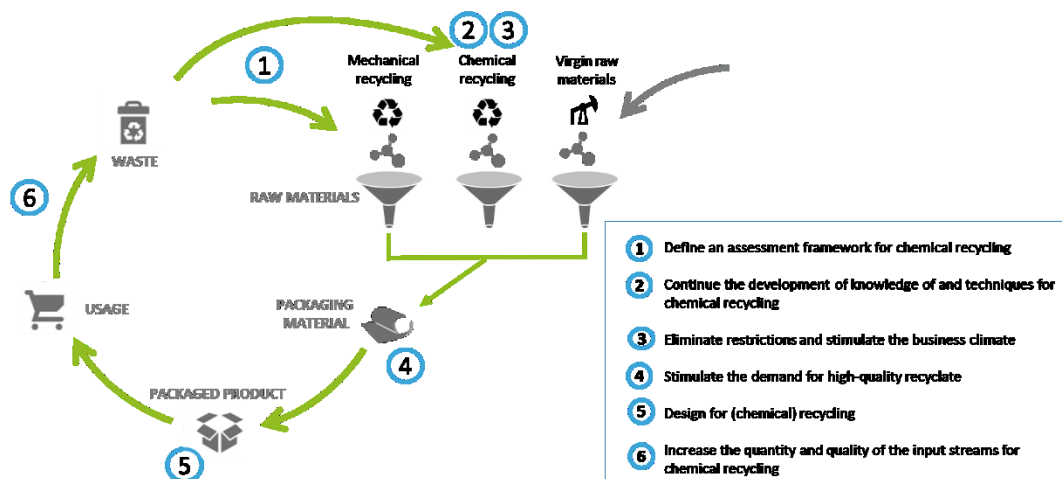 2 3
1
Mechanical
recycling
Chemical
recycling
Virgin raw
materials
WASTE
RAW MATERIALS
6
USAGE
PACKAGING
MATERIAL
4
PACKAGED PRODUCT
5
1 Define an assessment framework for chemical recycling
2 Continue the development of knowledge of and techniques for
chemical recycling
3 Eliminate restrictions and stimulate the business climate
4 Stimulate the demand for high-quality recyclate
5 Design for (chemical) recycling
6 Increase the quantity and quality of the input streams for
chemical recycling